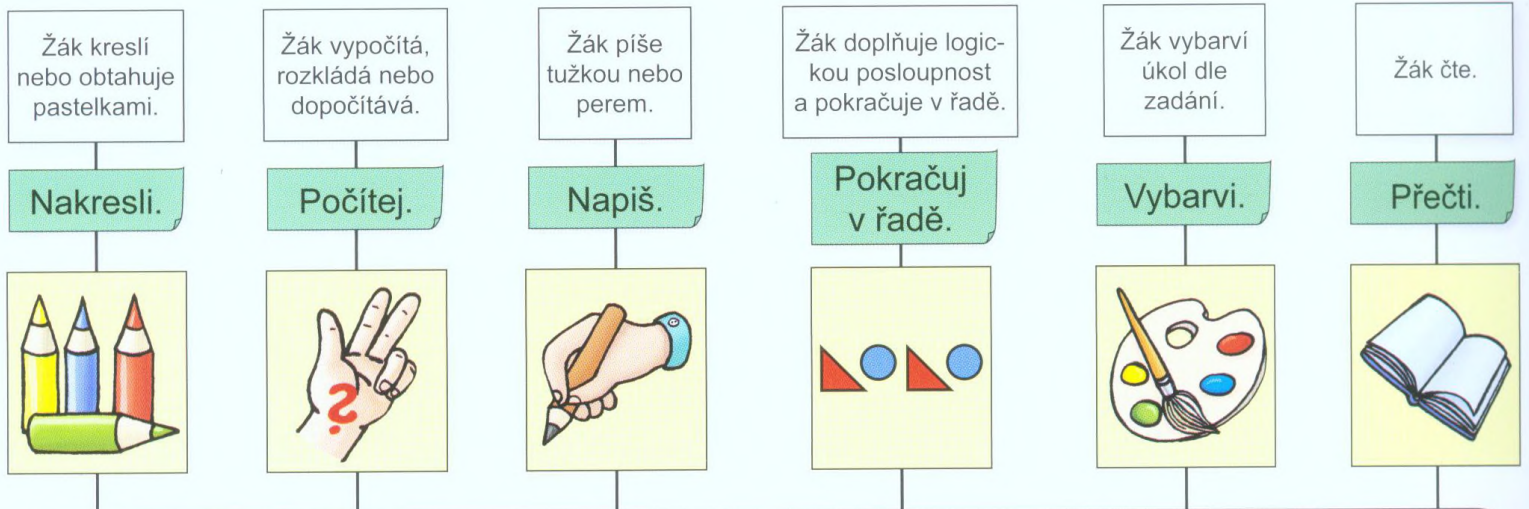 Žák kreslí
nebo obtahuje
pastelkami.
Žák vypočítá,
rozkládá nebo
dopočítává.
Žák píše
tužkou nebo
perem.
Žák doplňuje logic-
kou posloupnost
a pokračuje v řadě.
Žák vybarví
úkol dle
zadání.
Žák čte.
Nakresli.
Počítej.
Napiš.
Pokračuj
v řadě.
Vybarvi.
Přečti.
?